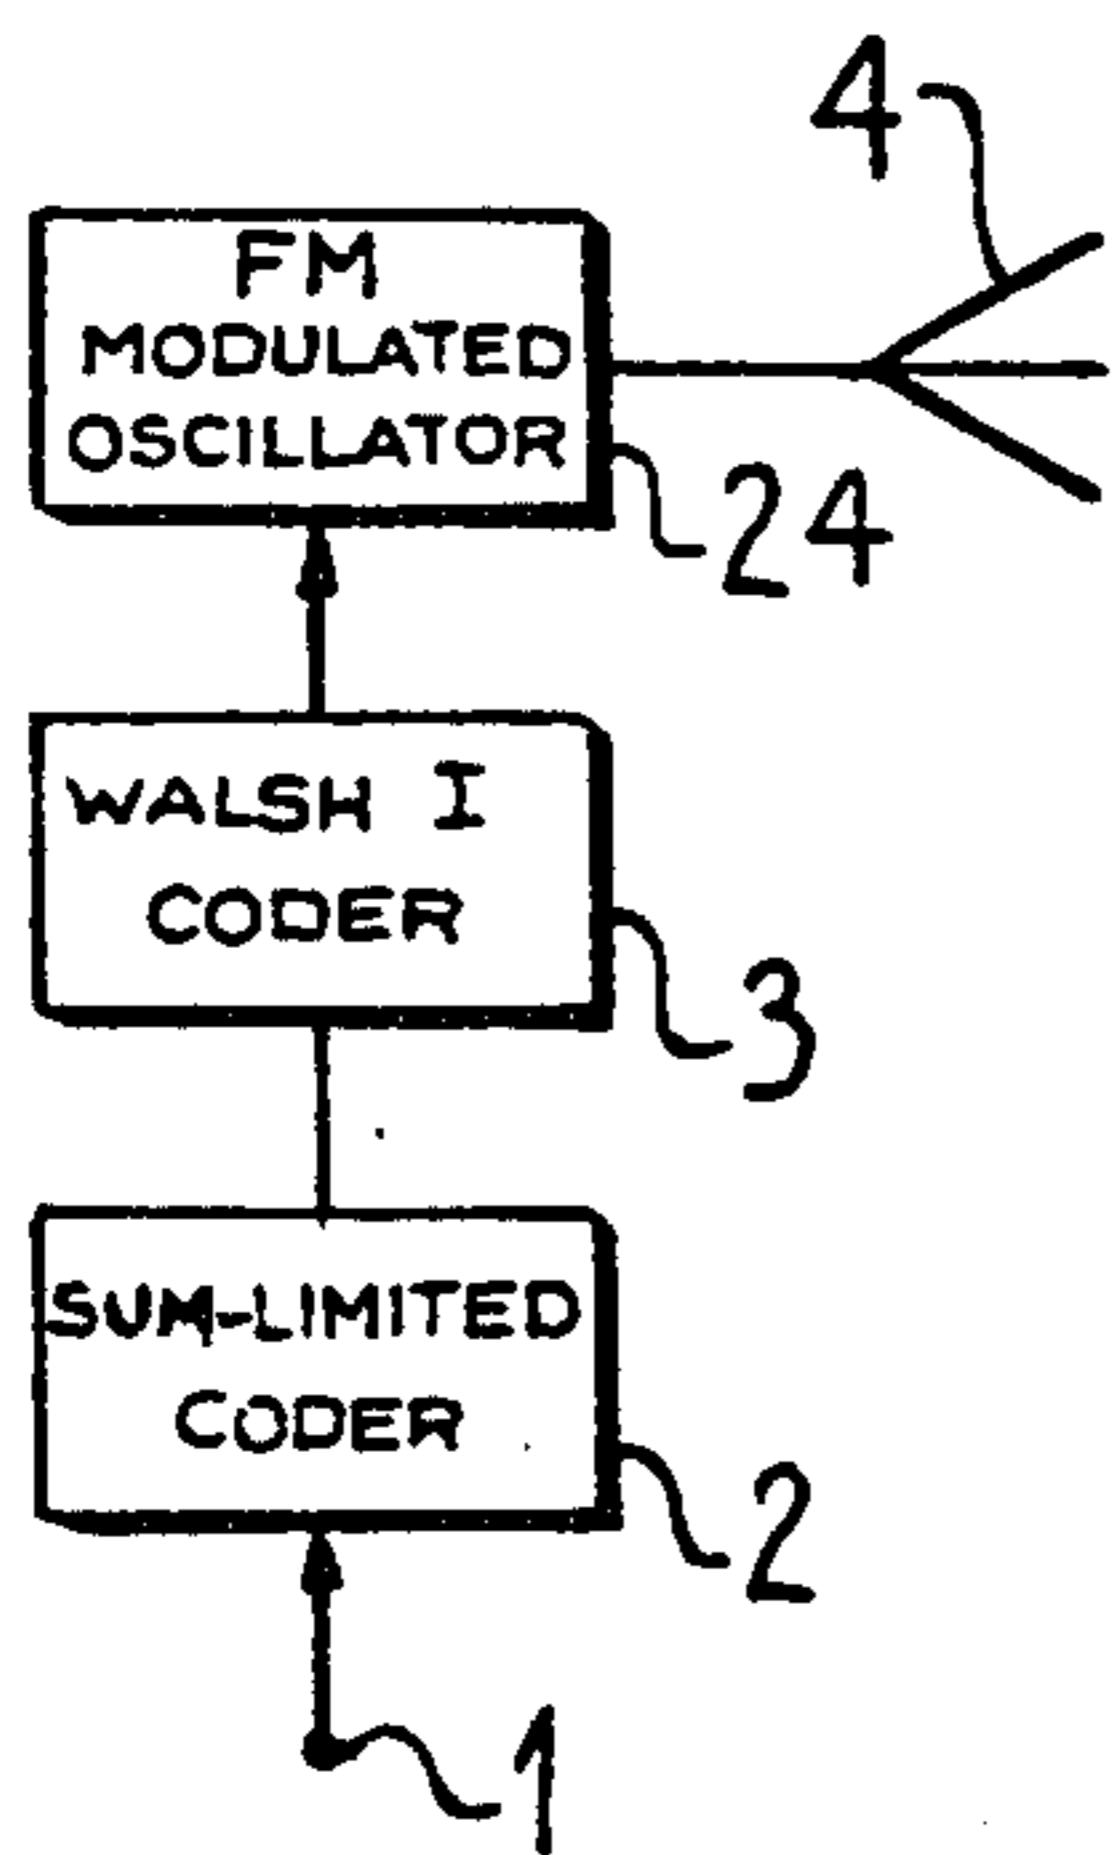 4
FM
MODULATED
OSCILLATOR
24
WALSH I
CODER
3
SUM-LIMITED
CODER
2
1